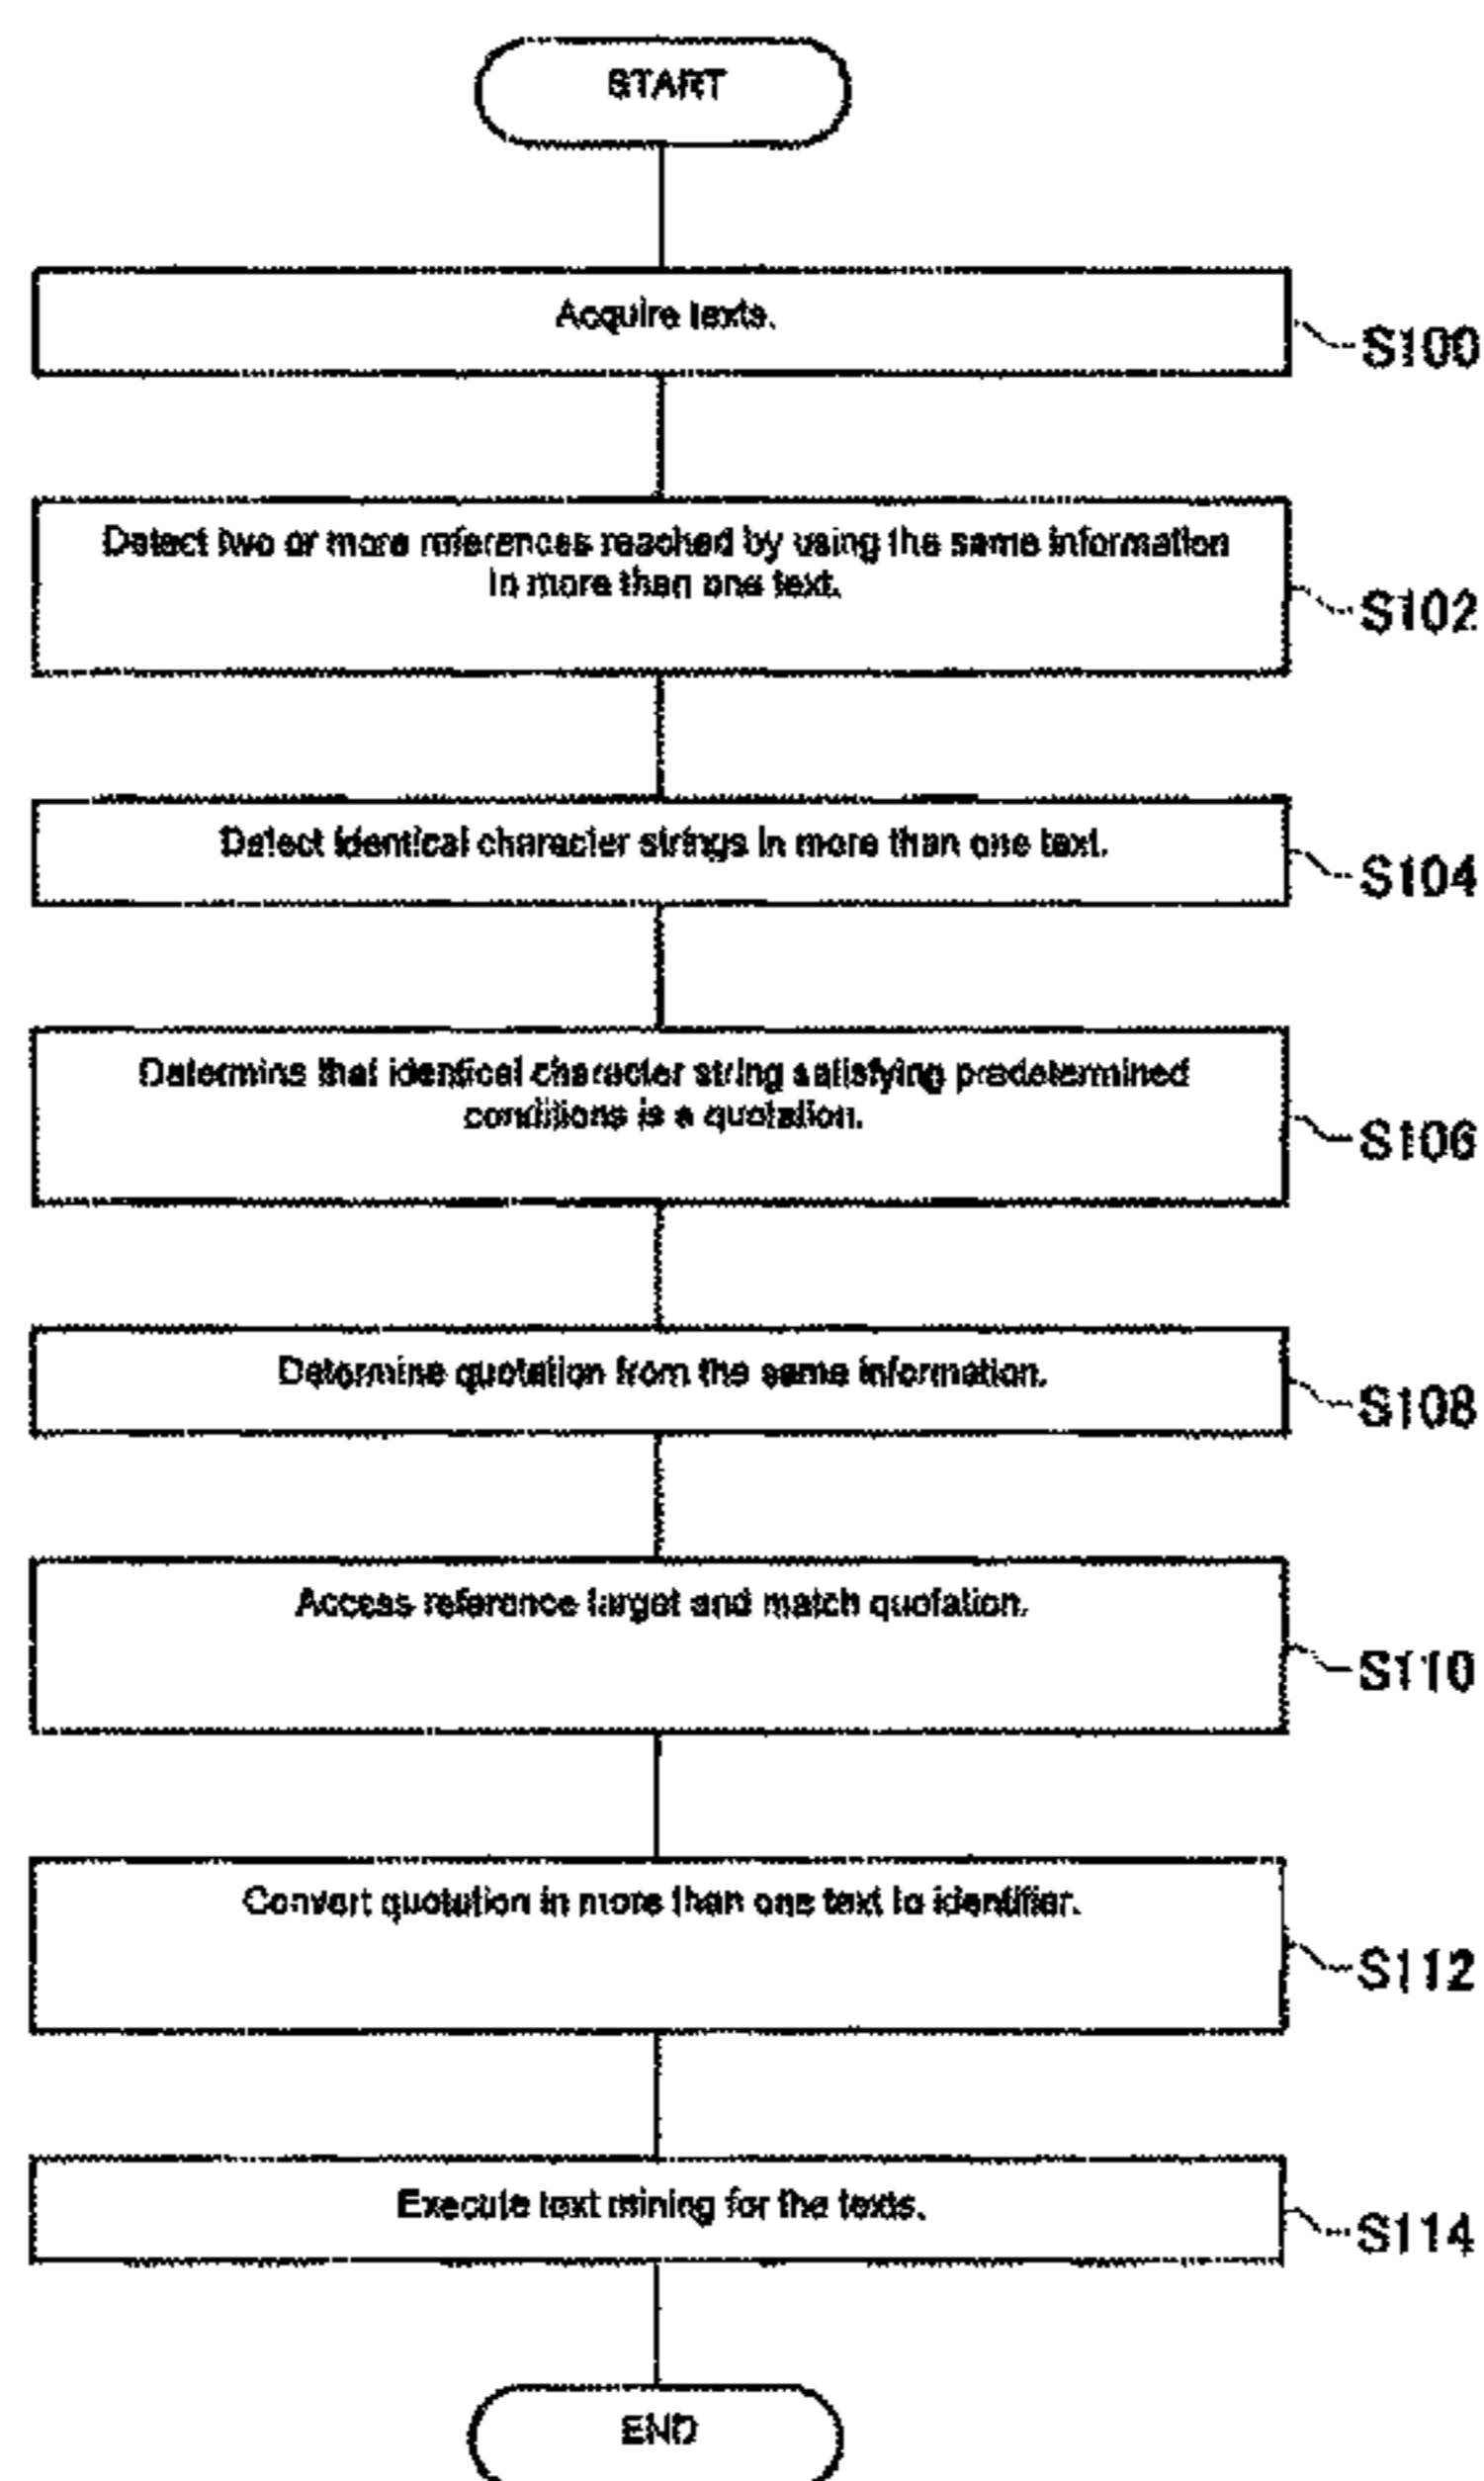 START
Acquire texts.
S100
Detect two or more references reached by using the same information
in more than one text.
S102
Detect identical character strings in more than one text.
S104
Determine that identical character string satisfying predetermined
conditions is a quotation.
S106
Determine quotation from the same information.
S108
Access reference target and match quotation.
S110
Convert quotation in more than one text to identifier.
S112
Execute text mining for the texts.
S114
END